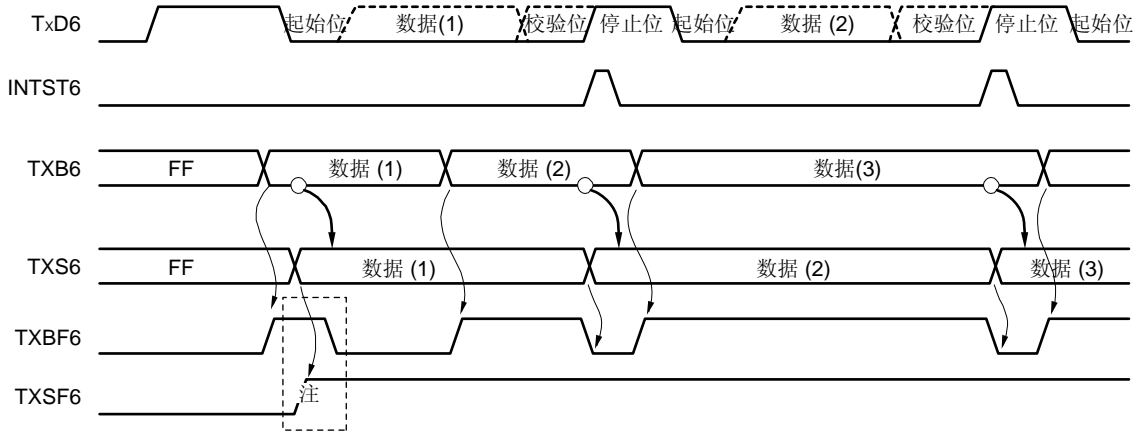 TxD6 起始位 数据(1) 校验位 停止位 起始位 数据 (2) 校验位 停止位 起始位
INTST6
TXB6 FF 数据 (1) 数据 (2) 数据(3)
TXS6 FF 数据 (1) 数据 (2) 数据 (3)
TXBF6
TXSF6 注